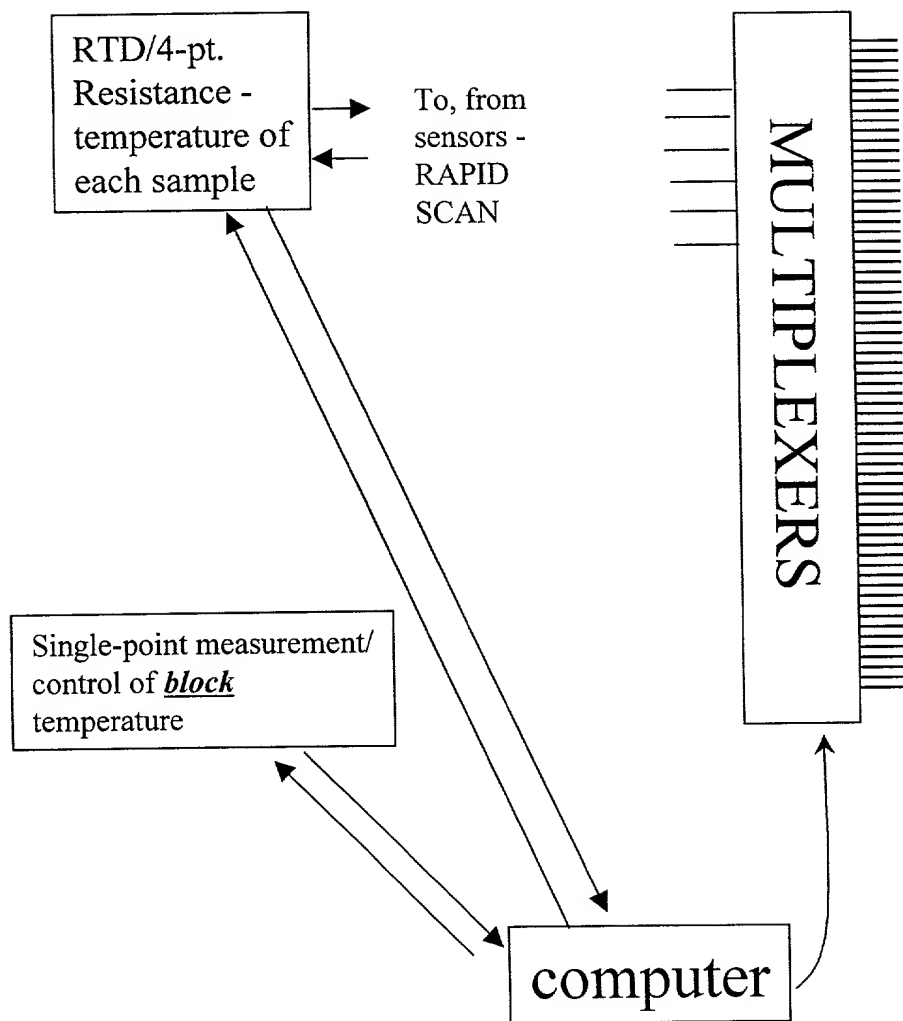 RTD/4-pt.
Resistance -
temperature of
each sample
To, from
sensors -
RAPID
SCAN
MULTIPLEXERS
Single-point measurement/
control of block
temperature
computer